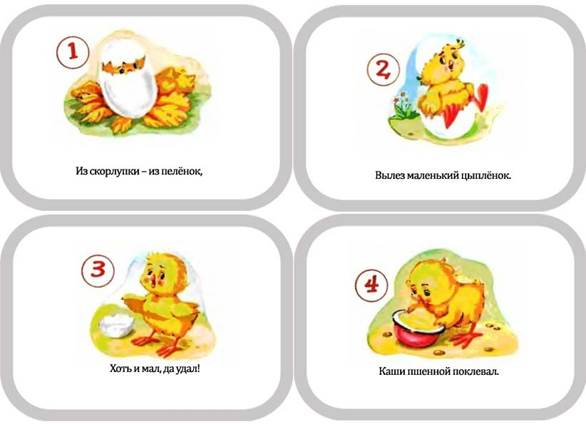 1
Из скорлупки – из пелёнок,
2
Вылез маленький цыплёнок.
3
Хоть и мал, да удал!
4
Каши пшенной поклевал.